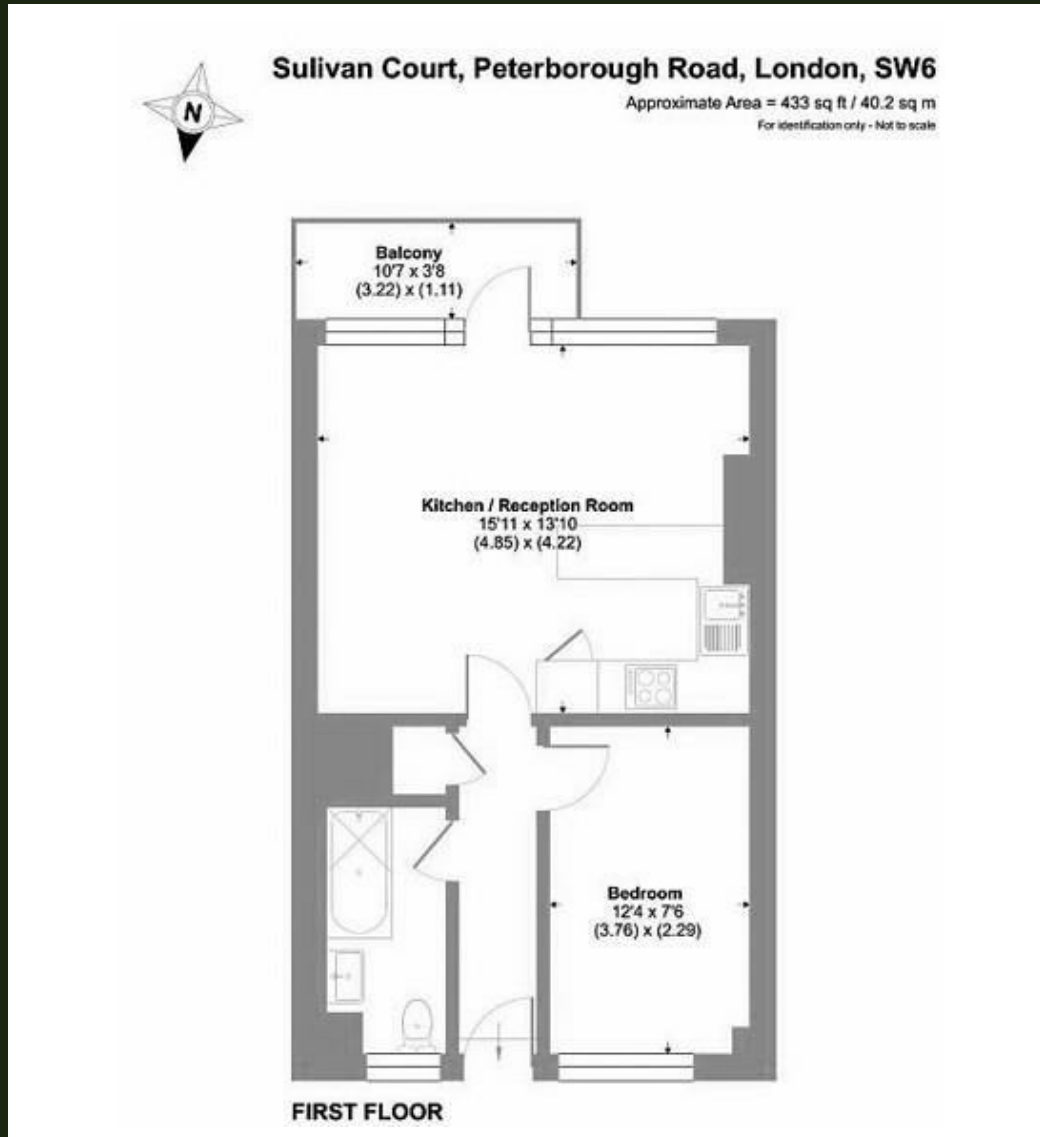 Sulivan Court, Peterborough Road, London, SW6
Approximate Area = 433 sq ft / 40.2 sq m
For identification only - Not to scale
N
Balcony
10'7 x 3'8
(3.22) x (1.11)
Kitchen / Reception Room
15'11 x 13'10
(4.85) x (4.22)
Bedroom
12'4 x 7'6
(3.76) x (2.29)
FIRST FLOOR